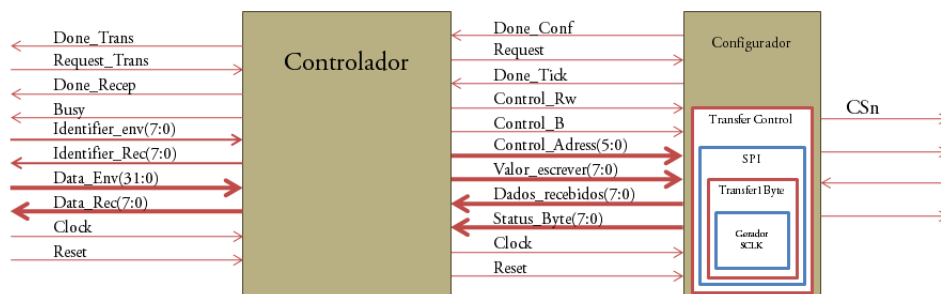 Done_Trans
Request_Trans
Done_Recep
Busy
Identifier_env(7:0)
Identifier_Rec(7:0)
Data_Env(31:0)
Data_Rec(7:0)
Clock
Reset
Controlador
Done_Conf
Request
Done_Tick
Control_Rw
Control_B
Control_Adress(5:0)
Valor_escrever(7:0)
Dados_recebidos(7:0)
Status_Byte(7:0)
Clock
Reset
Configurador
Transfer Control
SPI
Transfer1Byte
Gerador
SCLK
CSn